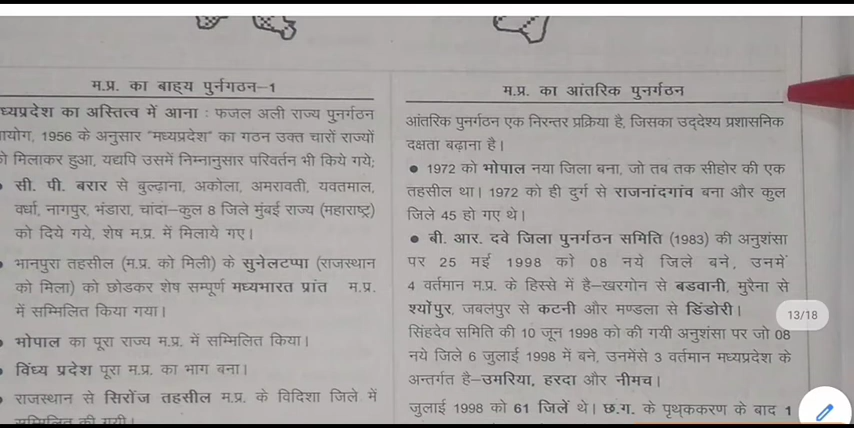 म.प्र. का बाह्य पुर्नगठन-1
ध्यप्रदेश का अस्तित्व में आना : फजल अली राज्य पुनर्गठन
ायोग, 1956 के अनुसार "मध्यप्रदेश" का गठन उक्त चारों राज्यों
ो मिलाकर हुआ, यद्यपि उसमें निम्नानुसार परिवर्तन भी किये गये:
सी. पी. बरार से बुल्ढ़ाना, अकोला, अमरावती, यवतमाल,
वर्धा, नागपुर, भंडारा, चांदा-कुल 8 जिले मुंबई राज्य (महाराष्ट्र)
को दिये गये, शेष म.प्र. में मिलाये गए।
भानपुरा तहसील (म.प्र. को मिली) के सुनेलटप्पा (राजस्थान
को मिला) को छोडकर शेष सम्पूर्ण मध्यभारत प्रांत म.प्र.
में सम्मिलित किया गया।
भोपाल का पूरा राज्य म.प्र. में सम्मिलित किया।
विंध्य प्रदेश पूरा म.प्र. का भाग बना।
राजस्थान से सिरोंज तहसील म.प्र. के विदिशा जिले में
सम्मिलित की गयी।
म.प्र. का आंतरिक पुनर्गठन
आंतरिक पुनर्गठन एक निरन्तर प्रक्रिया है, जिसका उद्देश्य प्रशासनिक
दक्षता बढ़ाना है।
● 1972 को भोपाल नया जिला बना, जो तब तक सीहोर की एक
तहसील था। 1972 को ही दुर्ग से राजनांदगांव बना और कुल
जिले 45 हो गए थे।
● बी. आर. दवे जिला पुनर्गठन समिति (1983) की अनुशंसा
पर 25 मई 1998 को 08 नये जिले बने, उनमें
4 वर्तमान म.प्र. के हिस्से में है-खरगोन से बडवानी, मुरैना से
श्योंपुर, जबलपुर से कटनी और मण्डला से डिंडोरी।
13/18
सिंहदेव समिति की 10 जून 1998 को की गयी अनुशंसा पर जो 08
नये जिले 6 जुलाई 1998 में बने, उनमेंसे 3 वर्तमान मध्यप्रदेश के
अन्तर्गत है-उमरिया, हरदा और नीमच।
जुलाई 1998 को 61 जिलें थे। छ.ग. के पृथ्ककरण के बाद 1